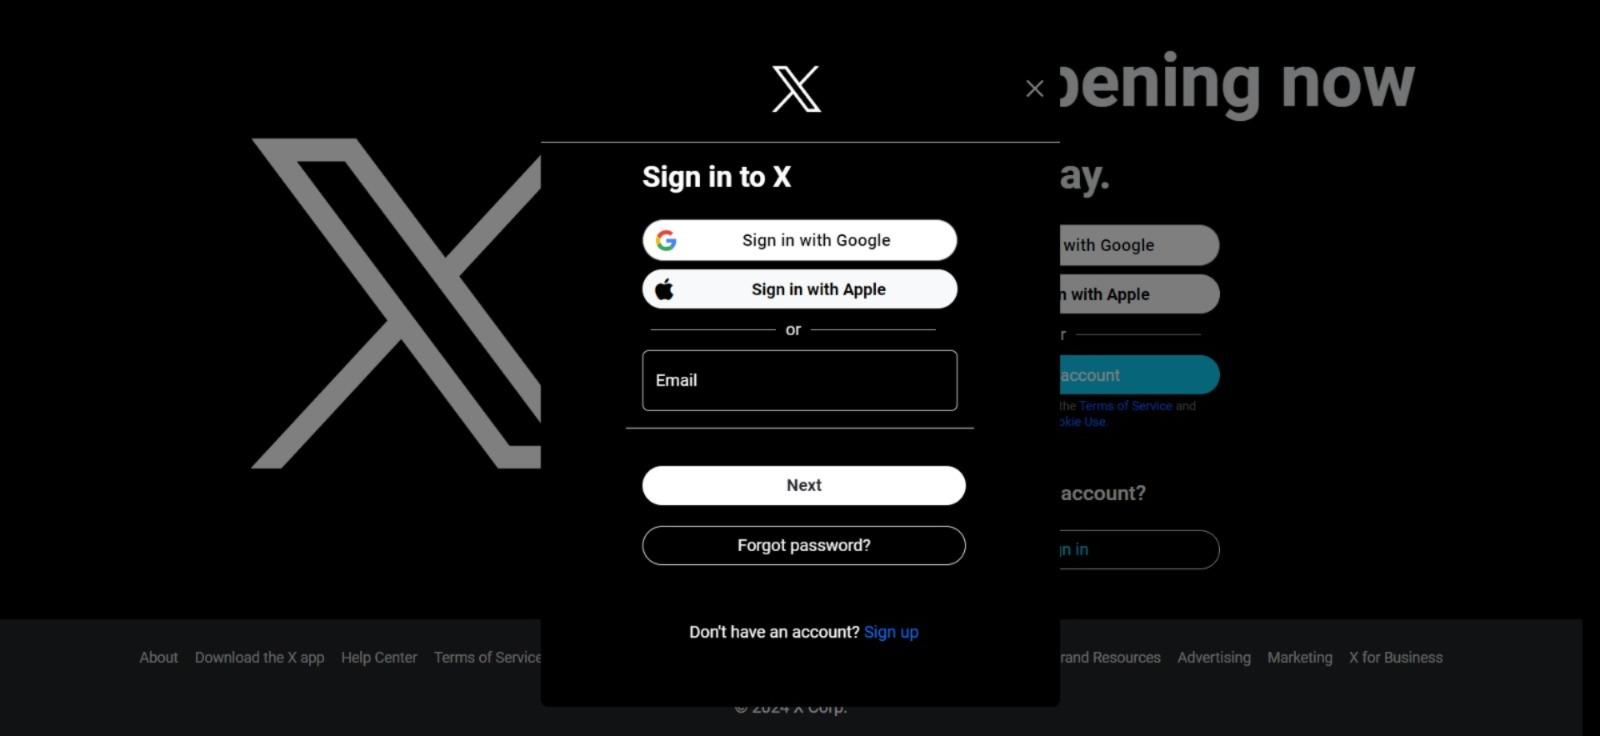 pening now
Sign in to X
ay.
Sign in with Google
with Google
Sign in with Apple
n with Apple
or
r
Email
account
the Terms of Service and
okie Use.
Next
account?
Forgot password?
gn in
Don't have an account? Sign up
About Download the X app Help Center Terms of Service rand Resources Advertising Marketing X for Business
© 2024 X Corp.